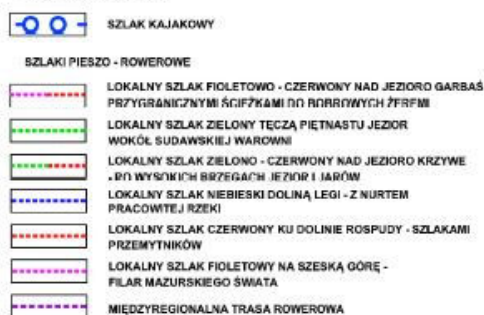 SZLAK KAJAKOWY
SZLAKI PIESZO - ROWEROWE
LOKALNY SZLAK FIOLETOWO - CZERWONY NAD JEZIORO GARBAŚ
PRZYGRANICZNYMI ŚCIEŻKAMI DO BOBROWYCH ŻEREMI
LOKALNY SZLAK ZIELONY TĘCZĄ PIĘTNASTU JEZIOR
WOKÓŁ SUDAWSKIEJ WAROWNI
LOKALNY SZLAK ZIELONO - CZERWONY NAD JEZIORO KRZYWE
- PO WYSOKICH BRZEGACH JEZIOR I JARÓW
LOKALNY SZLAK NIEBIESKI DOLINĄ LEGI - Z NURTEM
PRACOWITEJ RZEKI
LOKALNY SZLAK CZERWONY KU DOLINIE ROSPUDY - SZLAKAMI
PRZEMYTNIKÓW
LOKALNY SZLAK FIOLETOWY NA SZESKĄ GÓRĘ -
FILAR MAZURSKIEGO ŚWIATA
MIĘDZYREGIONALNA TRASA ROWEROWA